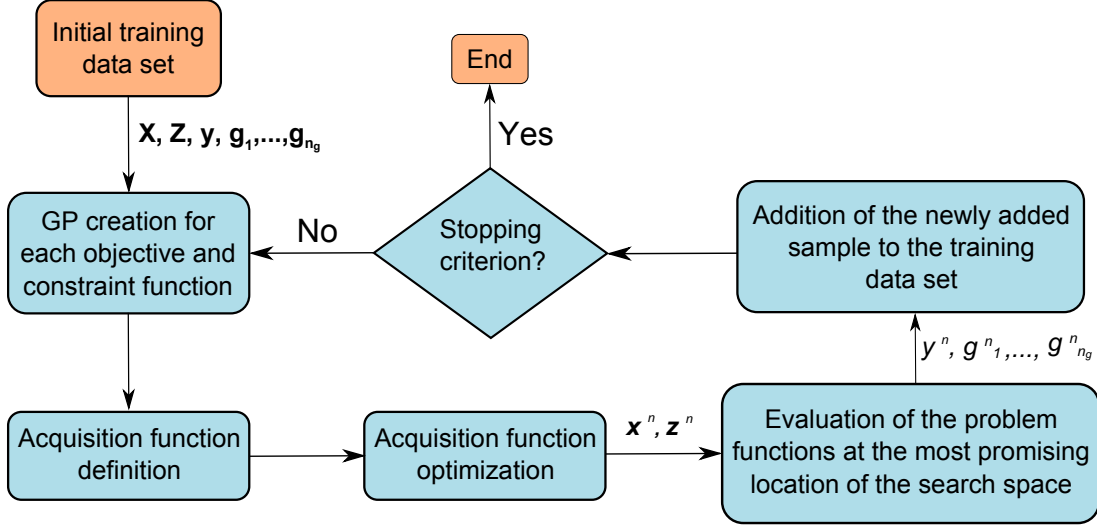 Initial training
data set
End
X, Z, y, g₁,...,gₙg
Yes
GP creation for
each objective and
constraint function
No
Stopping
criterion?
Addition of the newly added
sample to the training
data set
y ⁿ, g ⁿ₁,..., g ⁿₙg
Acquisition function
definition
Acquisition function
optimization
x ⁿ, z ⁿ
Evaluation of the problem
functions at the most promising
location of the search space